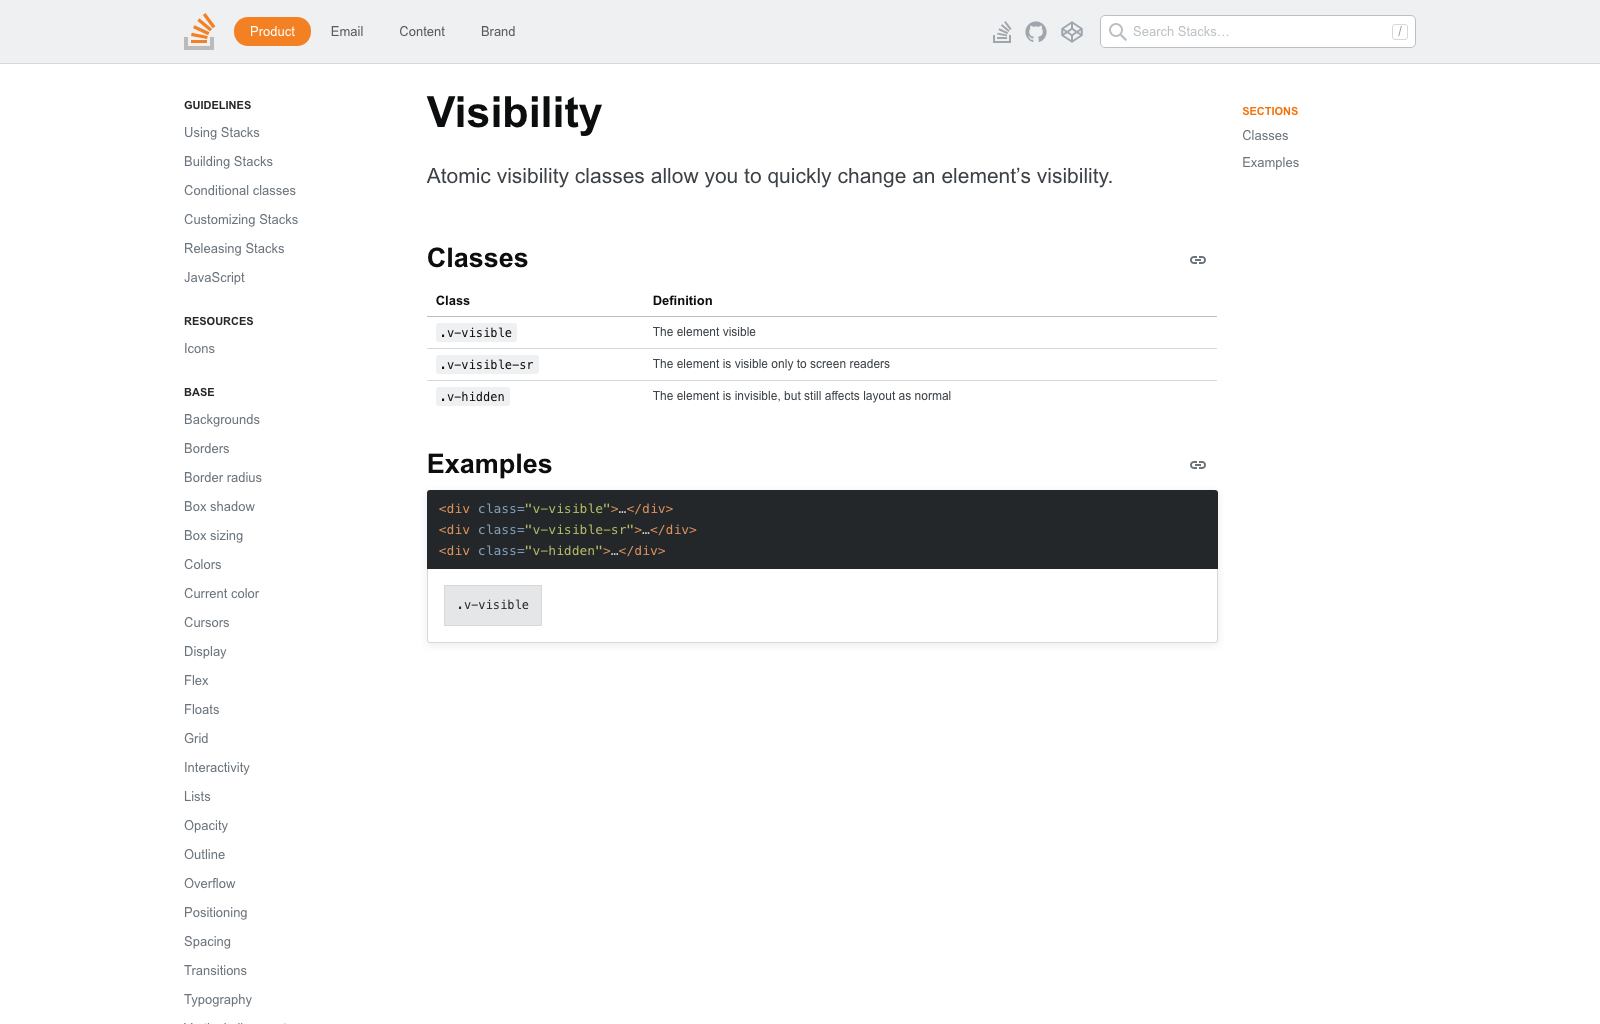 Product
Email
Content
Brand
Search Stacks…
/
GUIDELINES
Using Stacks
Building Stacks
Conditional classes
Customizing Stacks
Releasing Stacks
JavaScript
RESOURCES
Icons
BASE
Backgrounds
Borders
Border radius
Box shadow
Box sizing
Colors
Current color
Cursors
Display
Flex
Floats
Grid
Interactivity
Lists
Opacity
Outline
Overflow
Positioning
Spacing
Transitions
Typography
Visibility
Atomic visibility classes allow you to quickly change an element’s visibility.
Classes
Class Definition
.v-visible The element visible
.v-visible-sr The element is visible only to screen readers
.v-hidden The element is invisible, but still affects layout as normal
Examples
<div class="v-visible">…</div>
<div class="v-visible-sr">…</div>
<div class="v-hidden">…</div>
.v-visible
SECTIONS
Classes
Examples